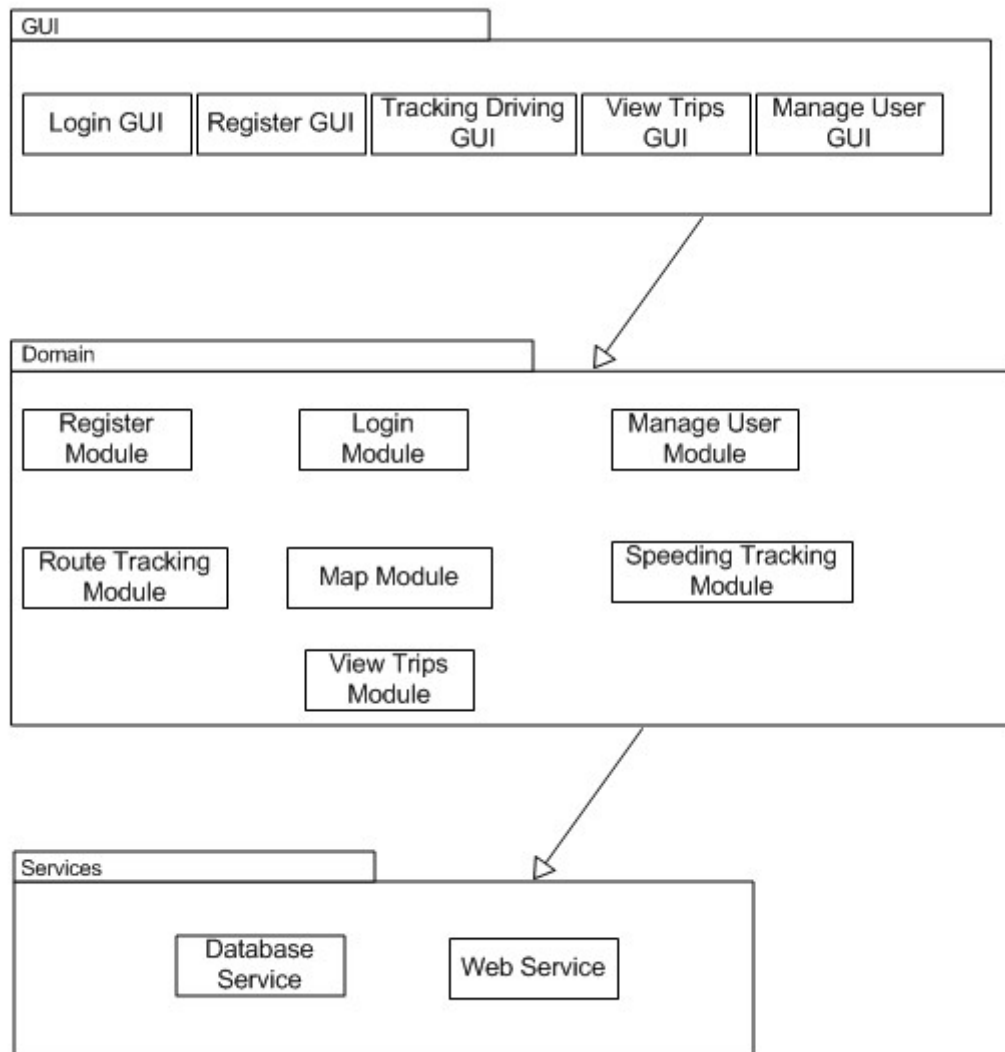 GUI
Login GUI
Register GUI
Tracking Driving
GUI
View Trips
GUI
Manage User
GUI
Domain
Register
Module
Login
Module
Manage User
Module
Route Tracking
Module
Map Module
Speeding Tracking
Module
View Trips
Module
Services
Database
Service
Web Service